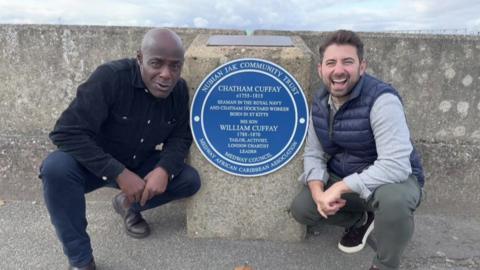 NUBIAN JAK COMMUNITY TRUST
CHATHAM CUFFAY
c1755-1815
SEAMAN IN THE ROYAL NAVY
AND CHATHAM DOCKYARD WORKER
BORN IN ST KITTS
HIS SON
WILLIAM CUFFAY
1788-1870
TAILOR, ACTIVIST,
LONDON CHARTIST
LEADER
MEDWAY COUNCIL
MEDWAY AFRICAN CARIBBEAN ASSOCIATION